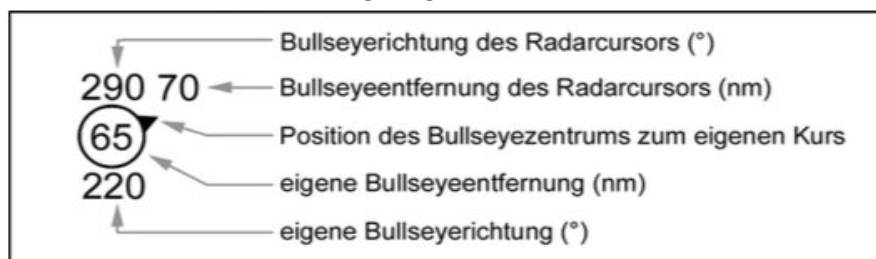 Bullseyerichtung des Radarcursors (°)
290 70 Bullseyeentfernung des Radarcursors (nm)
65 Position des Bullseyezentrums zum eigenen Kurs
eigene Bullseyeentfernung (nm)
220
eigene Bullseyerichtung (°)